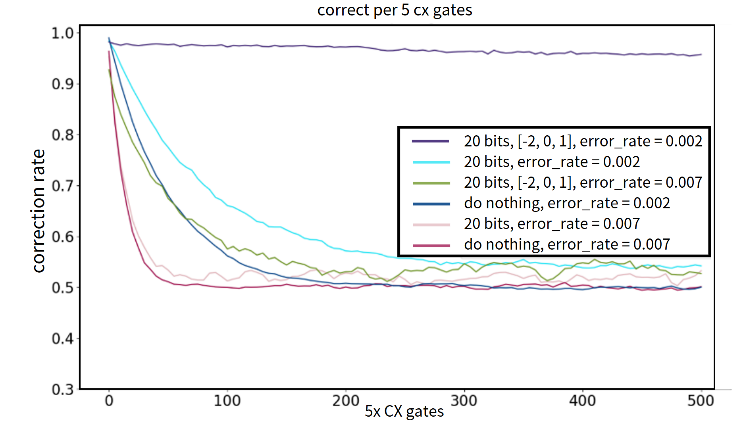 correct per 5 cx gates
1.0
0.9
0.8
0.7
0.6
0.5
0.4
0.3
correction rate
20 bits, [-2, 0, 1], error_rate = 0.002
20 bits, error_rate = 0.002
20 bits, [-2, 0, 1], error_rate = 0.007
do nothing, error_rate = 0.002
20 bits, error_rate = 0.007
do nothing, error_rate = 0.007
0 100 200 300 400 500
5x CX gates